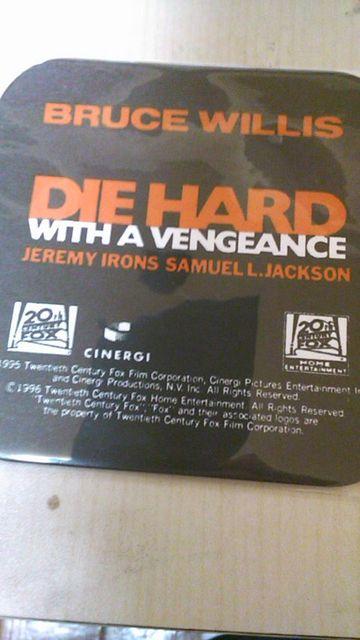 BRUCE WILLIS
DIE HARD
WITH A VENGEANCE
JEREMY IRONS SAMUEL L. JACKSON
20th
CENTURY
FOX
CINERGI
20th
CENTURY
FOX
HOME
ENTERTAINMENT
1995 Twentieth Century Fox Film Corporation, Cinergi Pictures Entertainment
and Cinergi Productions, N.V. Inc. All Rights Reserved.
© 1996 Twentieth Century Fox Home Entertainment. All Rights Reserved.
"Twentieth Century Fox", "Fox" and their associated logos are
the property of Twentieth Century Fox Film Corporation.